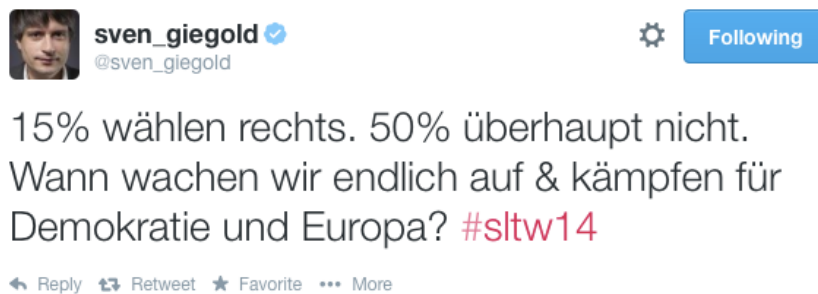 sven_giegold
Following
@sven_giegold
15% wählen rechts. 50% überhaupt nicht.
Wann wachen wir endlich auf & kämpfen für
Demokratie und Europa? #sltw14
Reply Retweet Favorite More